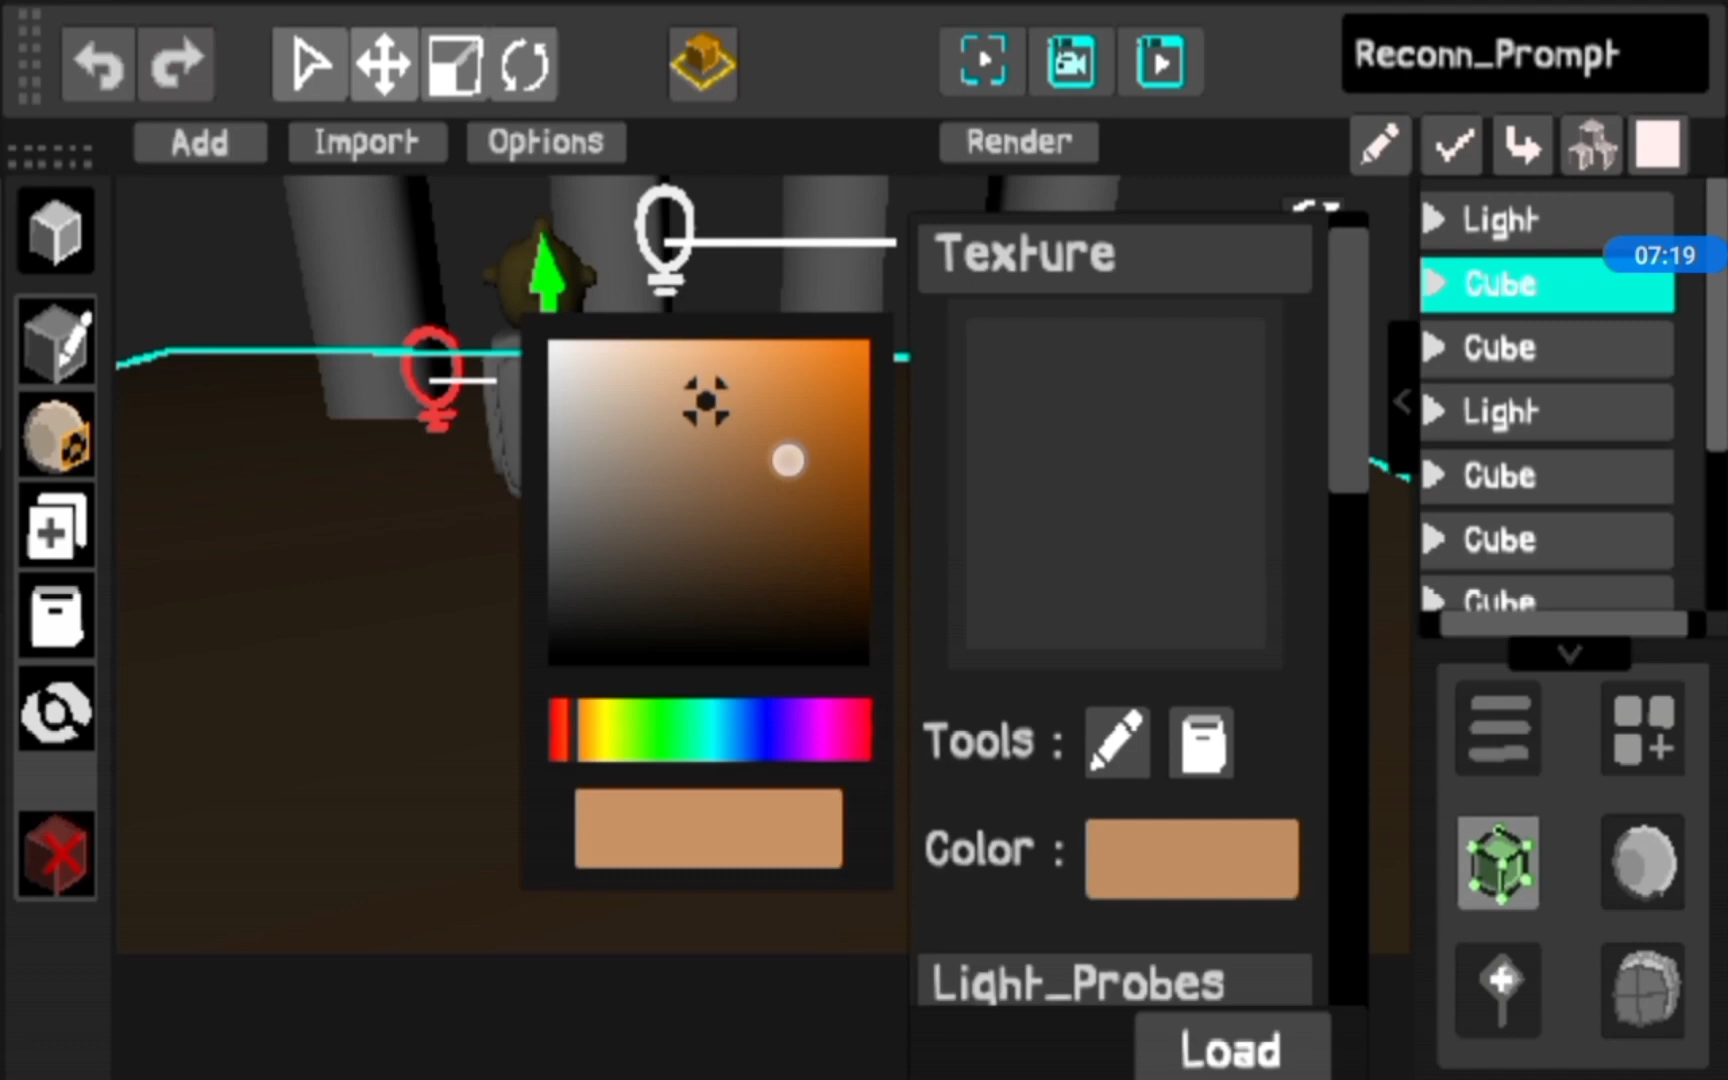 Reconn_Prompt
Add
Import
Options
Render
Light
07:19
Cube
Cube
Light
Cube
Cube
Cube
Texture
Tools :
Color :
Light_Probes
Load